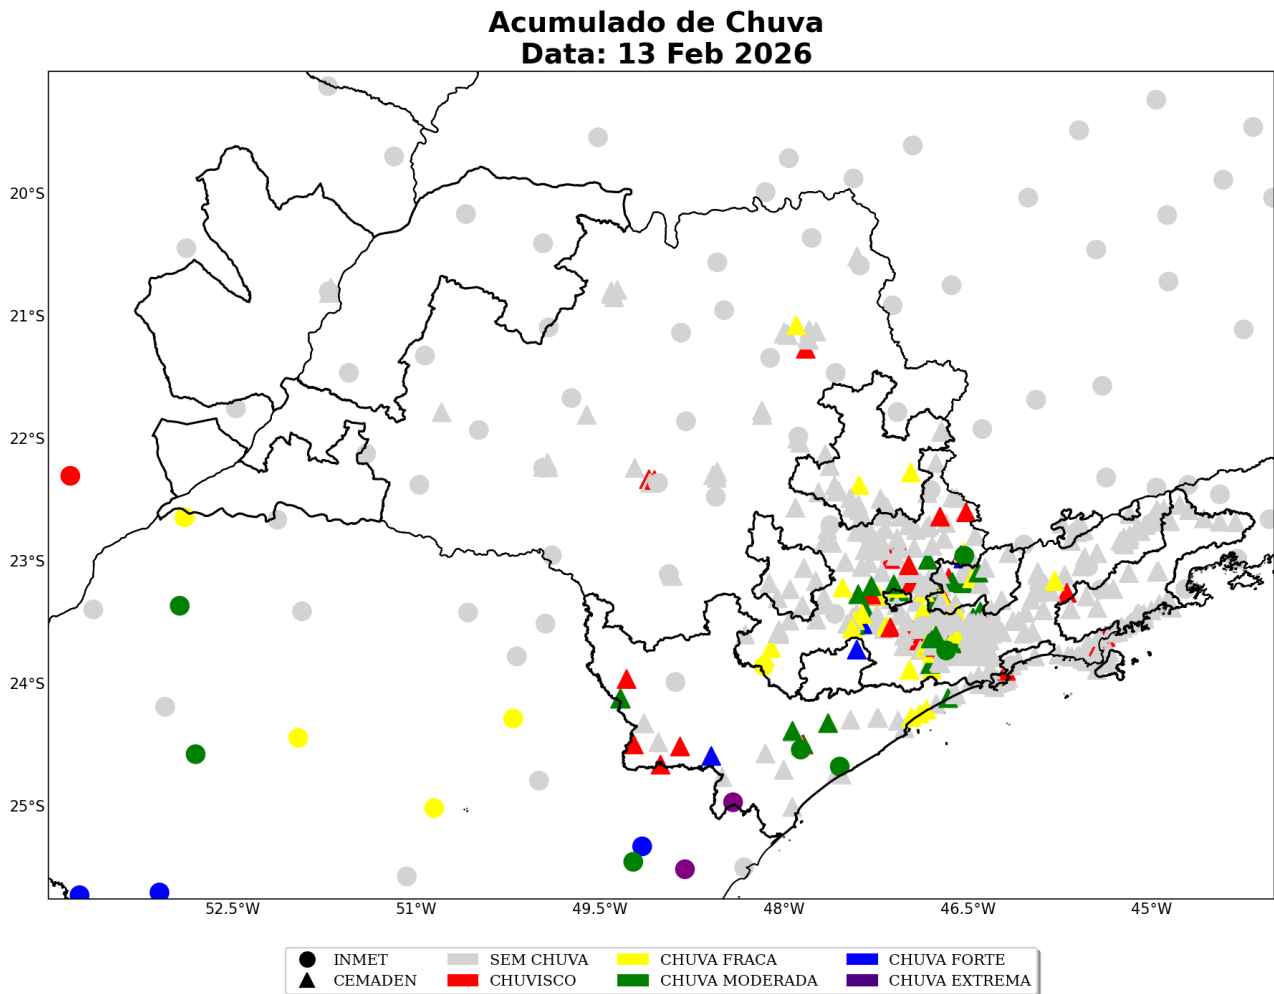 Acumulado de Chuva
Data: 13 Feb 2026
20°S
21°S
22°S
23°S
24°S
25°S
52.5°W 51°W 49.5°W 48°W 46.5°W 45°W
INMET SEM CHUVA CHUVA FRACA CHUVA FORTE
CEMADEN CHUVISCO CHUVA MODERADA CHUVA EXTREMA